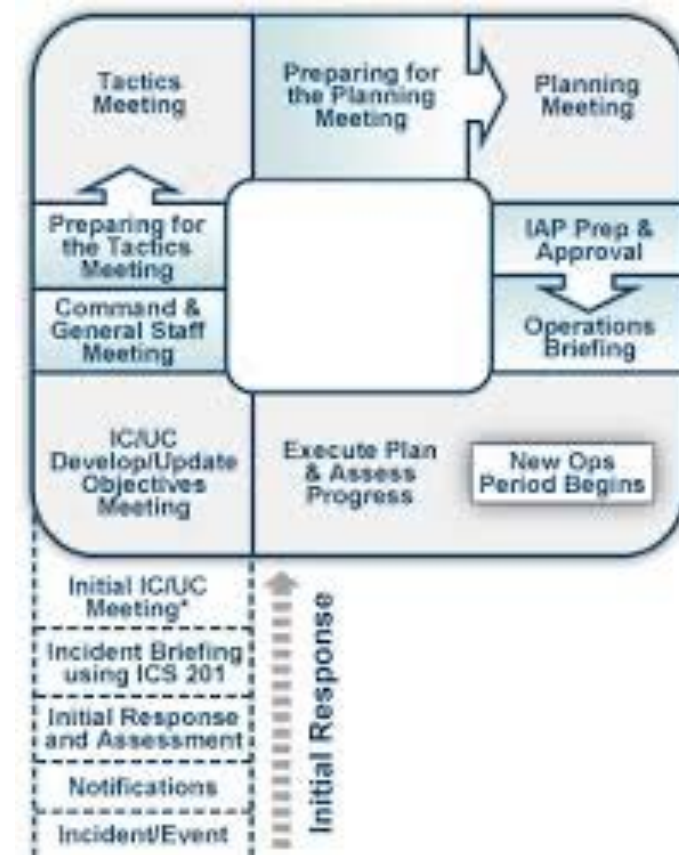 Tactics
Meeting
Preparing for
the Planning
Meeting
Planning
Meeting
Preparing for
the Tactics
Meeting
IAP Prep &
Approval
Command &
General Staff
Meeting
Operations
Briefing
IC/UC
Develop/Update
Objectives
Meeting
Execute Plan
& Assess
Progress
New Ops
Period Begins
Initial IC/UC
Meeting*
Incident Briefing
using ICS 201
Initial Response
and Assessment
Notifications
Incident/Event
Initial Response